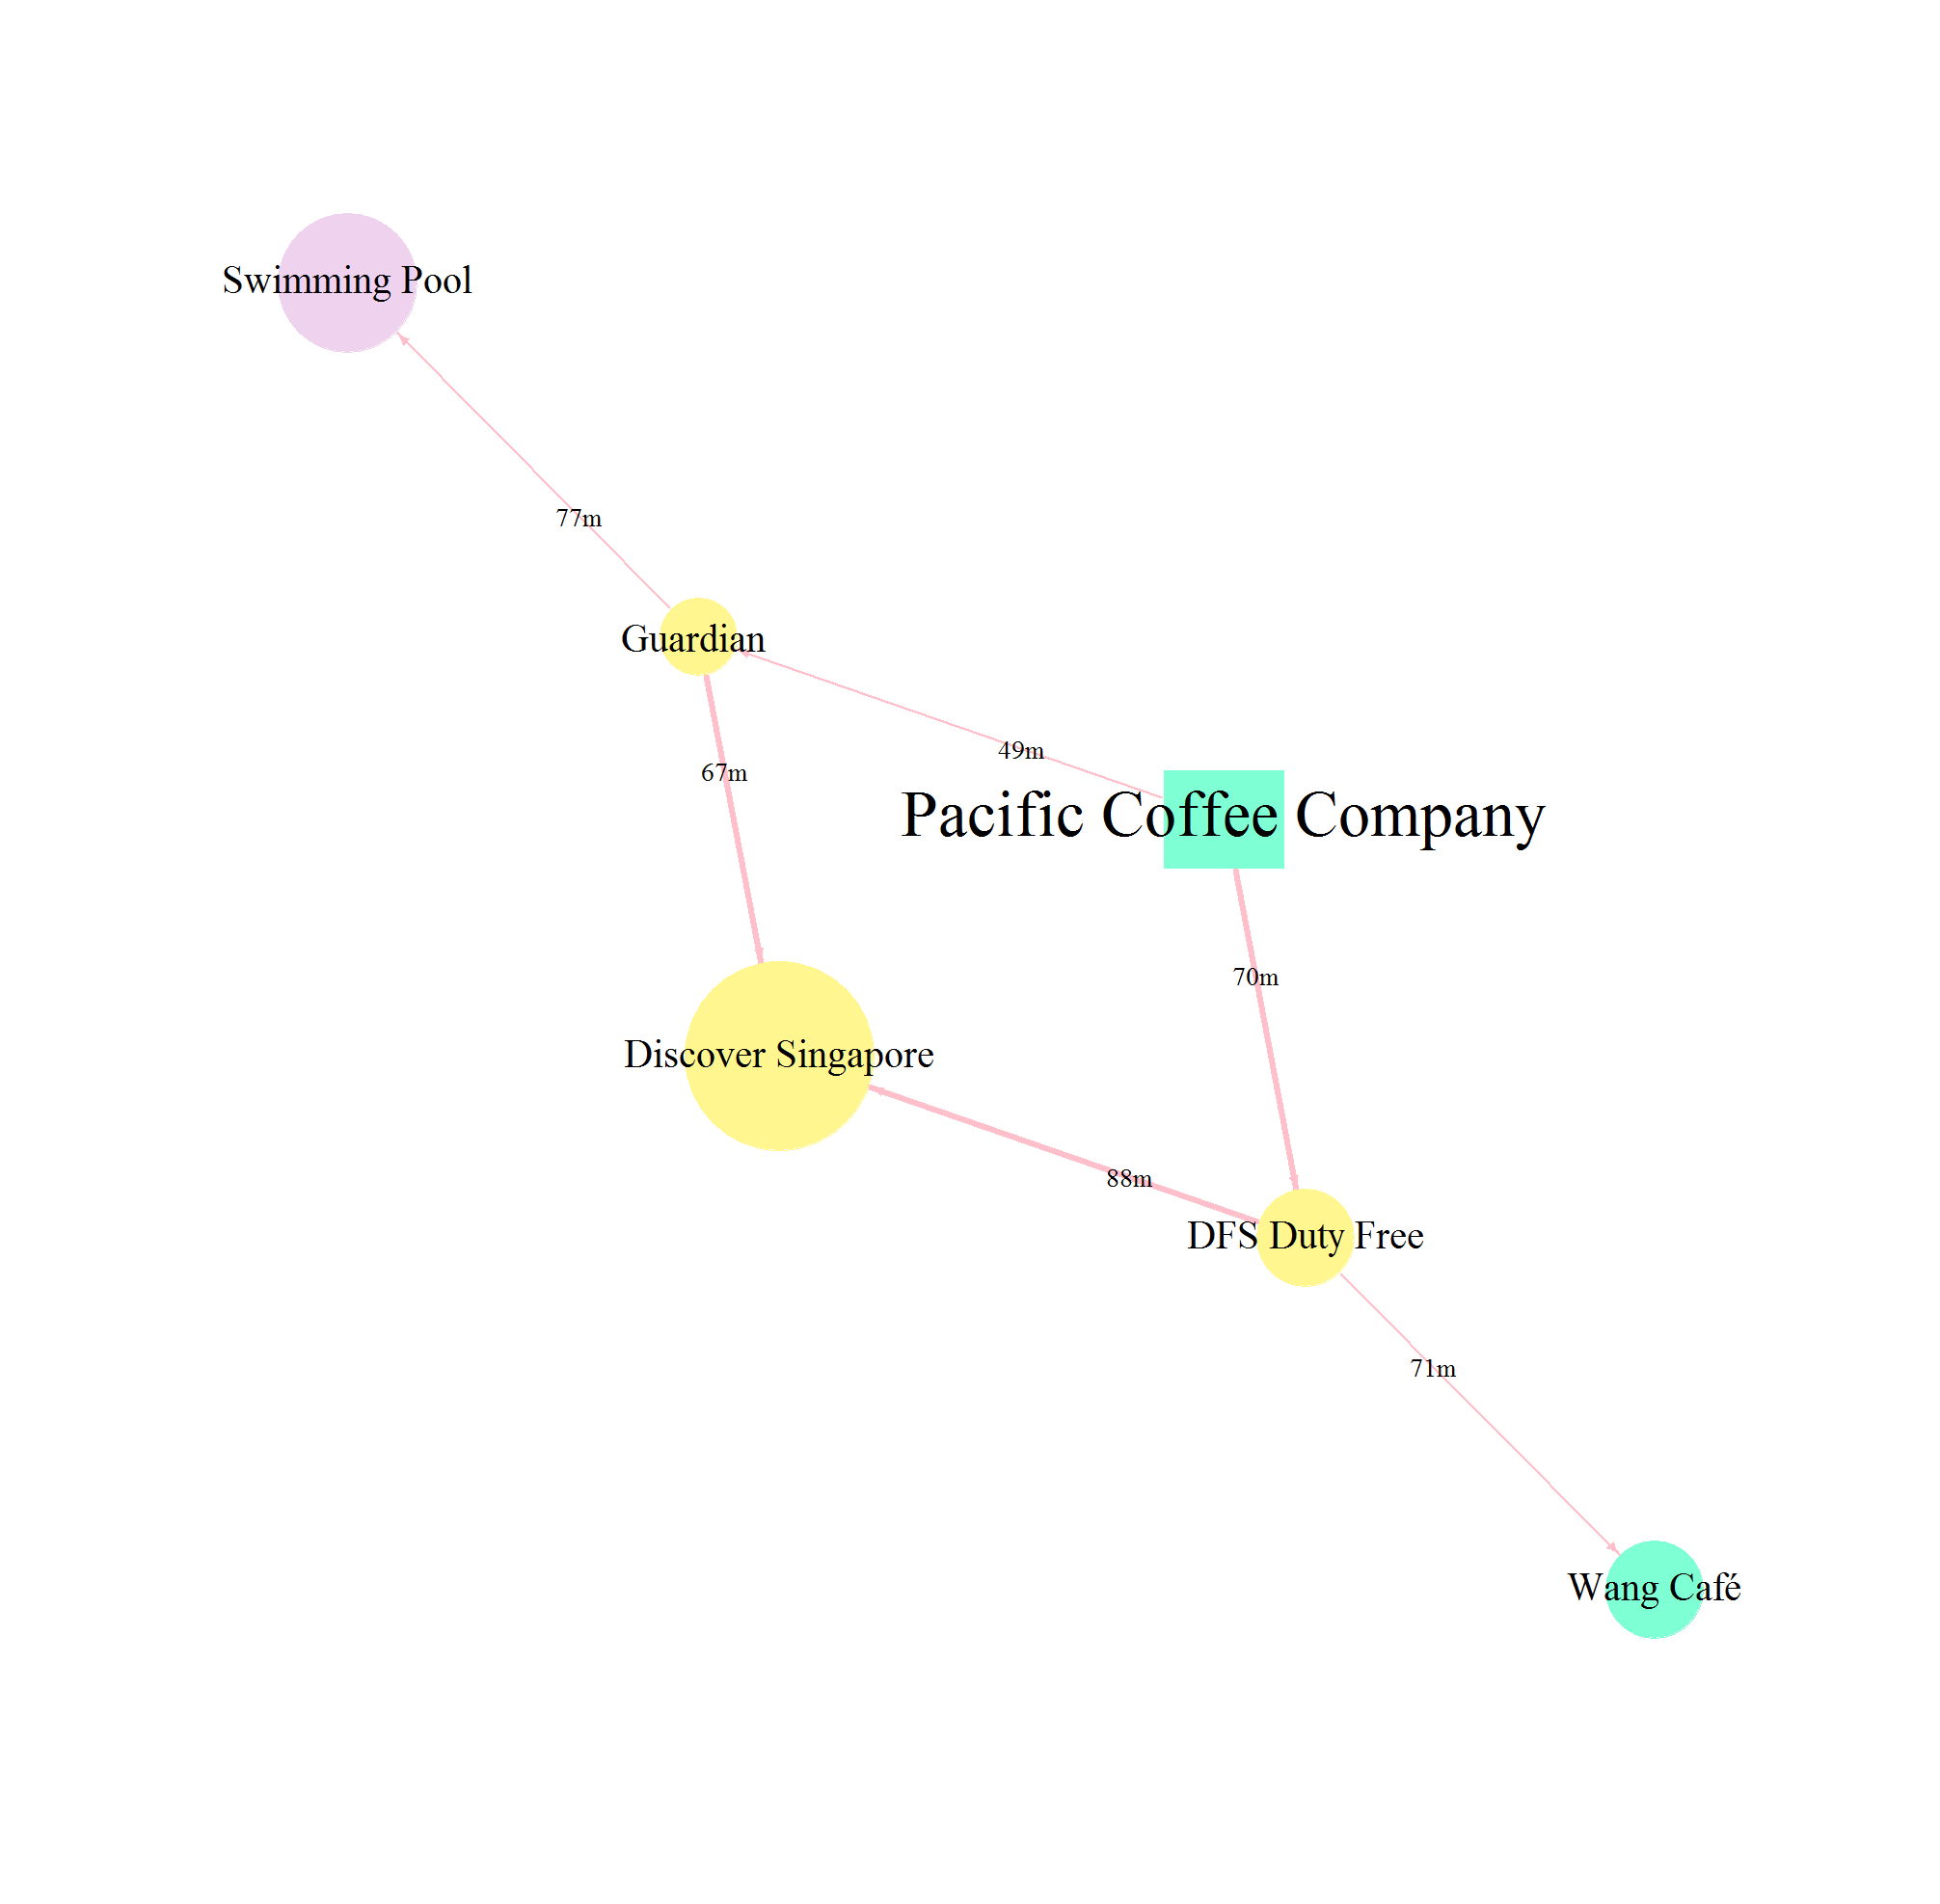 Swimming Pool
77m
Guardian
49m
67m
Pacific Coffee Company
70m
Discover Singapore
88m
DFS Duty Free
71m
Wang Café